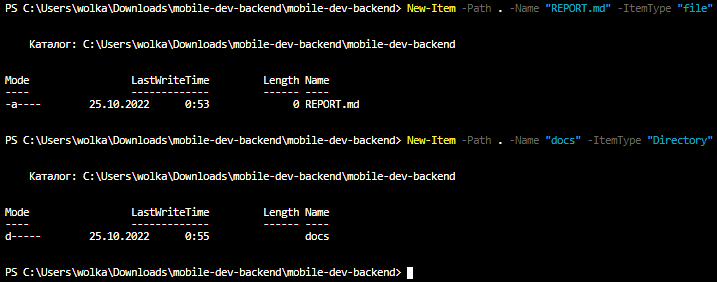 PS C:\Users\wolka\Downloads\mobile-dev-backend\mobile-dev-backend> New-Item -Path . -Name "REPORT.md" -ItemType "file"
Каталог: C:\Users\wolka\Downloads\mobile-dev-backend\mobile-dev-backend
Mode LastWriteTime Length Name
---- ------------- ------ ----
-a---- 25.10.2022 0:53 0 REPORT.md
PS C:\Users\wolka\Downloads\mobile-dev-backend\mobile-dev-backend> New-Item -Path . -Name "docs" -ItemType "Directory"
Каталог: C:\Users\wolka\Downloads\mobile-dev-backend\mobile-dev-backend
Mode LastWriteTime Length Name
---- ------------- ------ ----
d----- 25.10.2022 0:55 docs
PS C:\Users\wolka\Downloads\mobile-dev-backend\mobile-dev-backend>